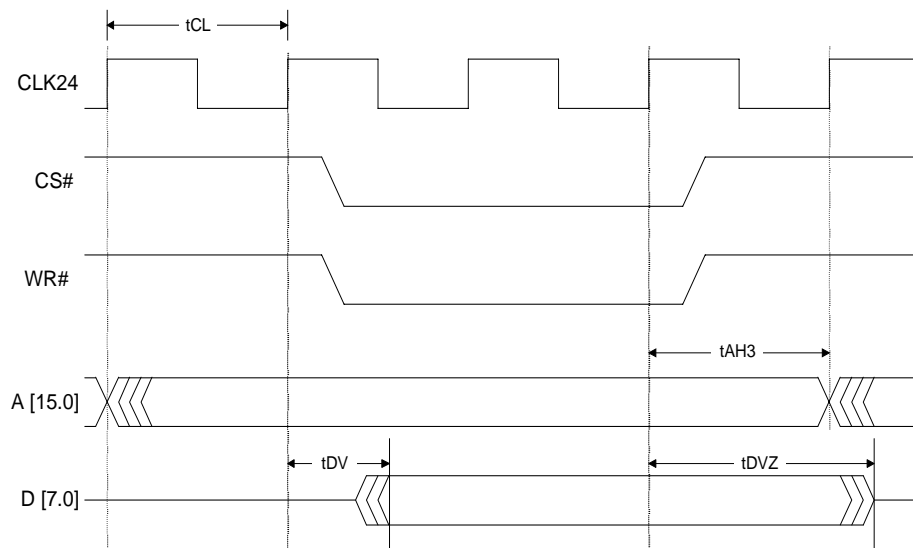 tCL
CLK24
CS#
WR#
tAH3
A [15.0]
tDV
tDVZ
D [7.0]